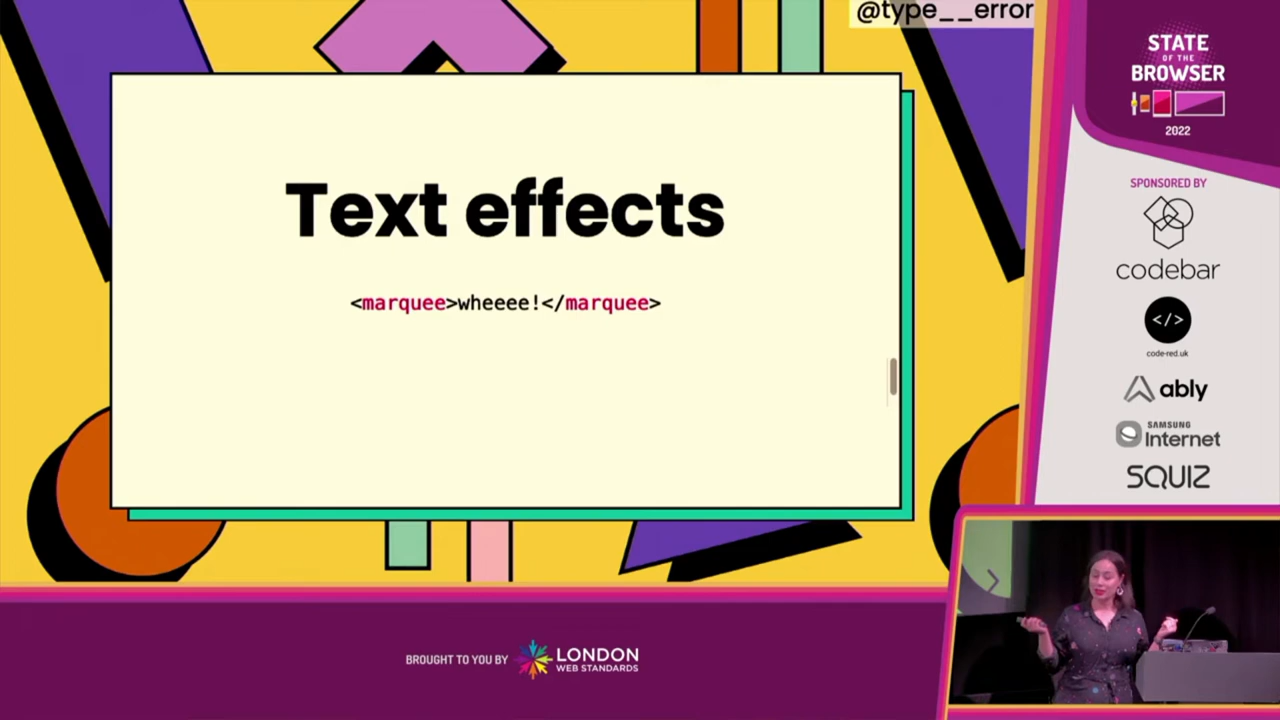 @type__error
Text effects
<marquee>wheeee!</marquee>
STATE
OF THE
BROWSER
2022
SPONSORED BY
codebar
</>
code-red.uk
ably
SAMSUNG
Internet
SQUIZ
BROUGHT TO YOU BY
LONDON
WEB STANDARDS